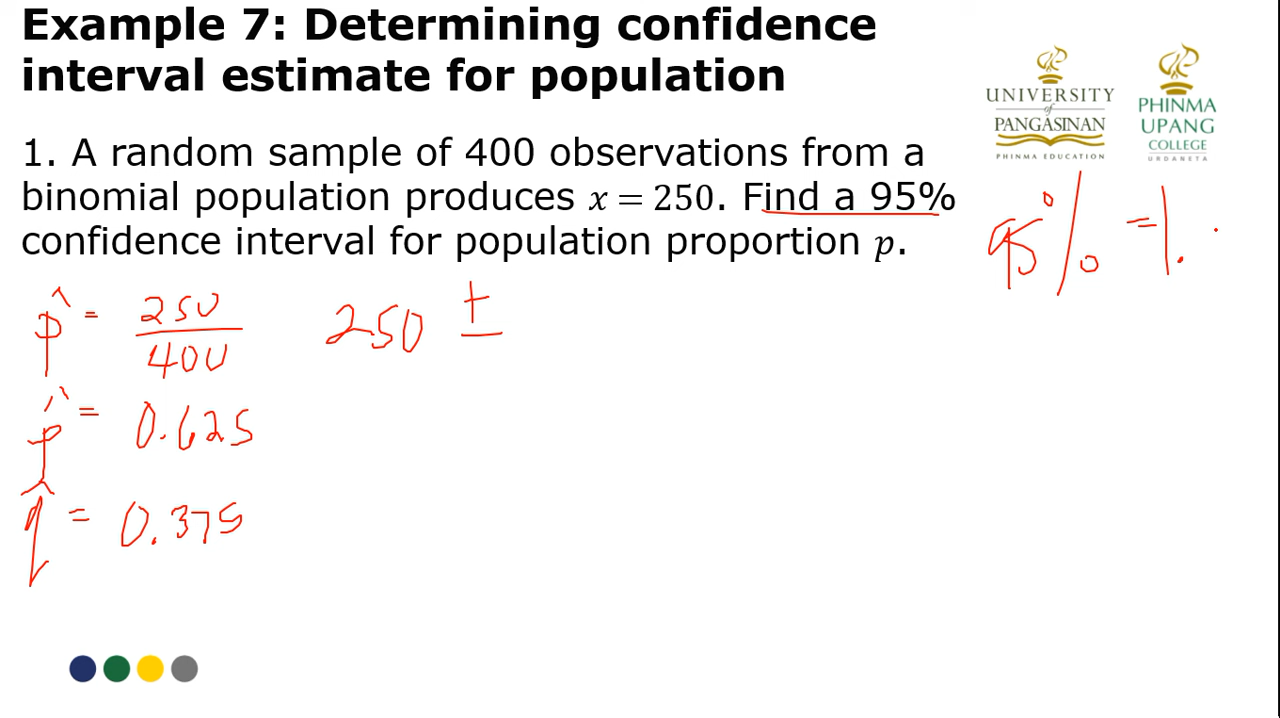 Example 7: Determining confidence
interval estimate for population
UNIVERSITY
of
PANGASINAN
PHINMA EDUCATION
PHINMA
UPANG
COLLEGE
URDANETA
1. A random sample of 400 observations from a
binomial population produces x = 250. Find a 95%
confidence interval for population proportion p.
95% = 1.
p̂ = 250/400
250 ±
p̂ = 0.625
q̂ = 0.375